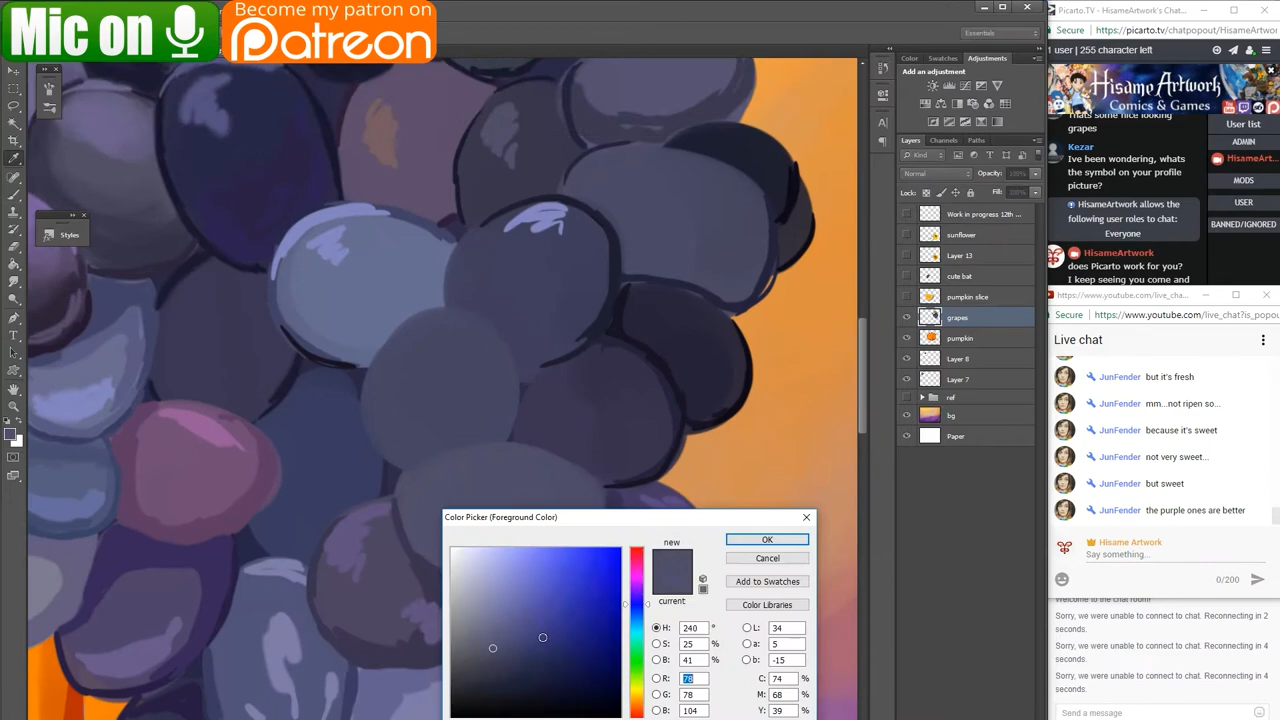 Mic on
Become my patron on
Patreon
Essentials
Color Swatches Adjustments
Add an adjustment
Layers Channels Paths
Kind
Normal Opacity: 100%
Lock: Fill: 100%
Work in progress 12th ...
sunflower
Layer 13
cute bat
pumpkin slice
grapes
pumpkin
Layer 8
Layer 7
ref
bg
Paper
Styles
Color Picker (Foreground Color)
new
current
OK
Cancel
Add to Swatches
Color Libraries
H: 240 °
S: 25 %
B: 41 %
R: 78
G: 78
B: 104
L: 34
a: 5
b: -15
C: 74 %
M: 68 %
Y: 39 %
Picarto.TV - HisameArtwork's Chat...
Secure https://picarto.tv/chatpopout/HisameArtwor
1 user | 255 character left
Hisame Artwork
Comics & Games
Thats some nice looking
grapes
Kezar
Ive been wondering, whats
the symbol on your profile
picture?
HisameArtwork allows the
following user roles to chat:
Everyone
HisameArtwork
does Picarto work for you?
I keep seeing you come and
User list
ADMIN
HisameArt...
MODS
USER
BANNED/IGNORED
https://www.youtube.com/live_cha...
Secure https://www.youtube.com/live_chat?is_popou
Live chat
JunFender but it's fresh
JunFender mm...not ripen so...
JunFender because it's sweet
JunFender not very sweet...
JunFender but sweet
JunFender the purple ones are better
Hisame Artwork
Say something...
0/200
Welcome to the chat room!
Sorry, we were unable to connect to chat. Reconnecting in 2
seconds.
Sorry, we were unable to connect to chat. Reconnecting in 4
seconds.
Sorry, we were unable to connect to chat. Reconnecting in 4
seconds.
Send a message